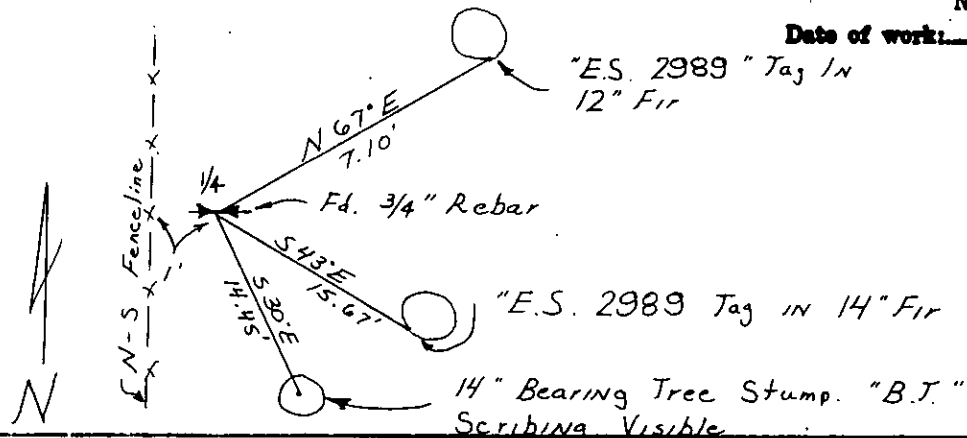 N
Date of work:
"E.S. 2989" Tag IN
12" Fir
N 67° E
7.10'
1/4
Fd. 3/4" Rebar
N-S Fenceline
1'
S 43° E
15.67'
S 30° E
14.45'
"E.S. 2989 Tag IN 14" Fir
N
14" Bearing Tree Stump. "B.T."
Scribing Visible